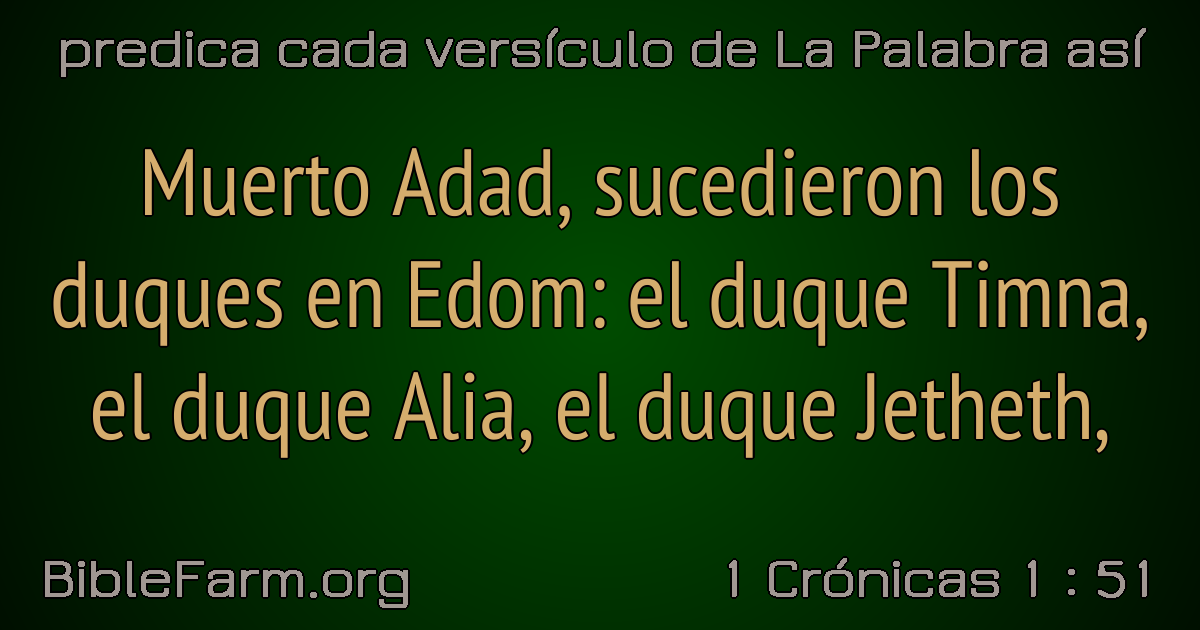 predica cada versículo de La Palabra así
Muerto Adad, sucedieron los
duques en Edom: el duque Timna,
el duque Alia, el duque Jetheth,
BibleFarm.org
1 Crónicas 1 : 51